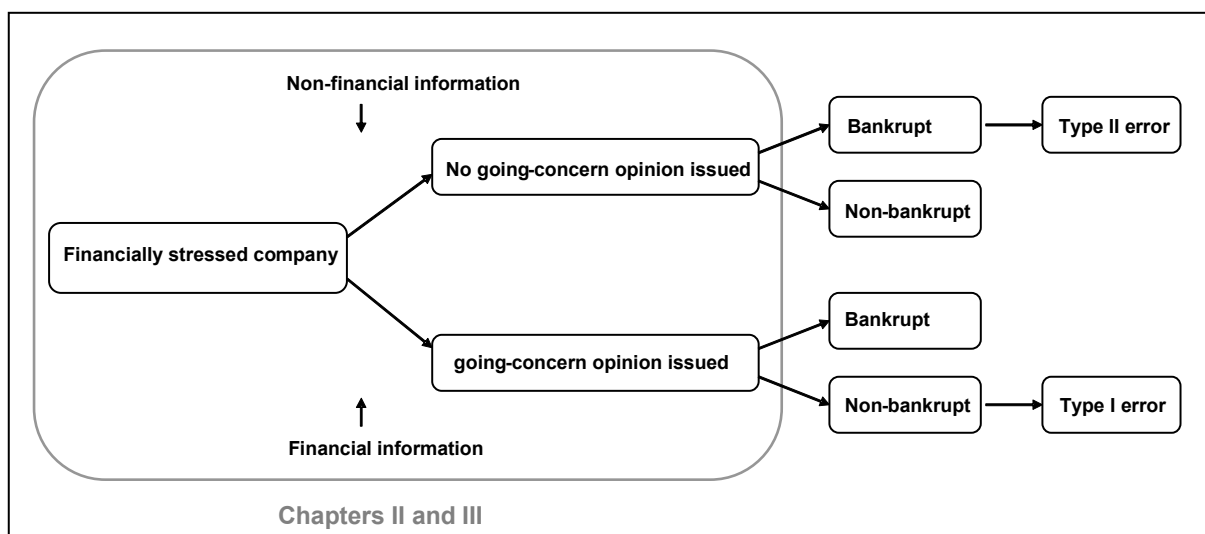 Non-financial information
Bankrupt
Type II error
No going-concern opinion issued
Non-bankrupt
Financially stressed company
Bankrupt
going-concern opinion issued
Non-bankrupt
Type I error
Financial information
Chapters II and III